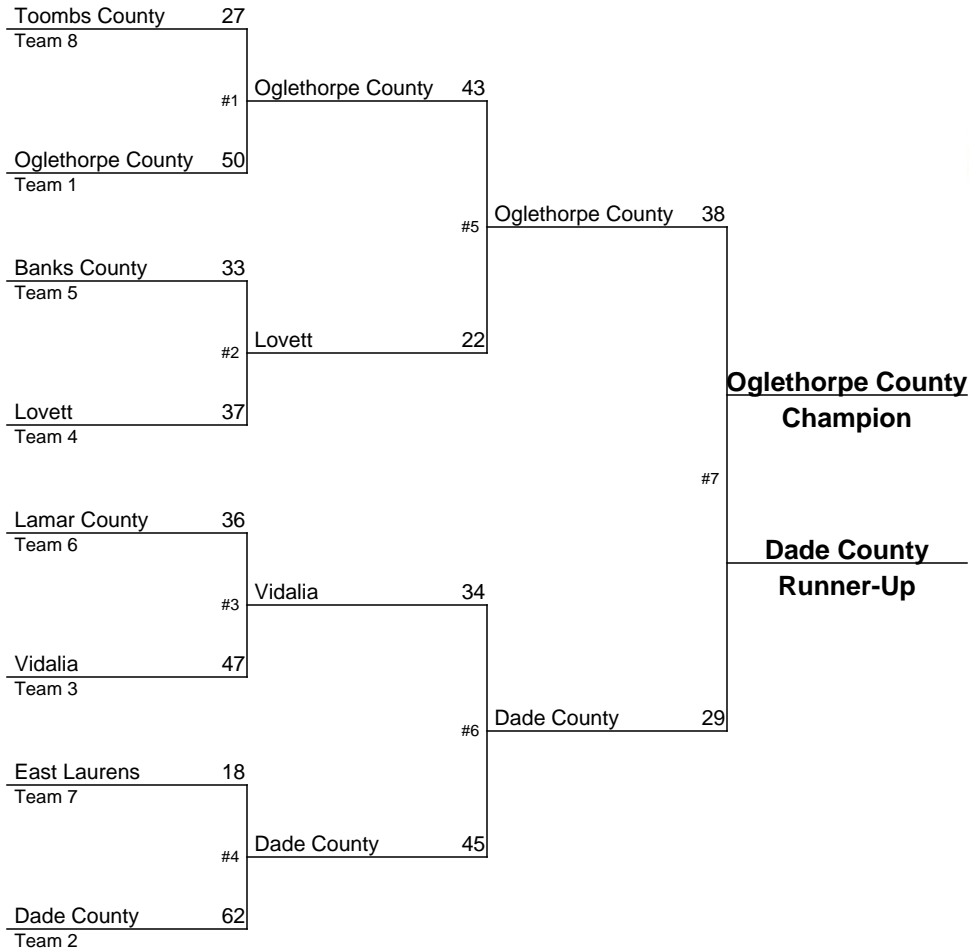 Toombs County 27
Team 8
#1
Oglethorpe County 43
Oglethorpe County 50
Team 1
#5
Oglethorpe County 38
Banks County 33
Team 5
#2
Lovett 22
Lovett 37
Team 4
Oglethorpe County
Champion
#7
Lamar County 36
Team 6
Dade County
Runner-Up
#3
Vidalia 34
Vidalia 47
Team 3
#6
Dade County 29
East Laurens 18
Team 7
#4
Dade County 45
Dade County 62
Team 2